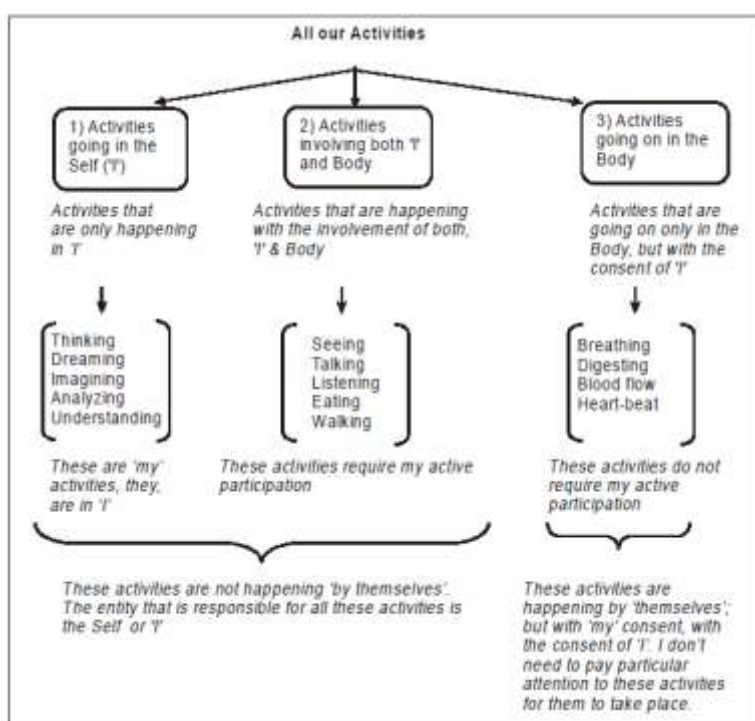 All our Activities
1) Activities
going in the
Self ('I')
2) Activities
involving both 'I'
and Body
3) Activities
going on in the
Body
Activities that
are only happening
in 'I'
Activities that are happening
with the involvement of both,
'I' & Body
Activities that are
going on only in the
Body, but with the
consent of 'I'
Thinking
Dreaming
Imagining
Analyzing
Understanding
Seeing
Talking
Listening
Eating
Walking
Breathing
Digesting
Blood flow
Heart-beat
These are 'my'
activities, they,
are in 'I'
These activities require my active
participation
These activities do not
require my active
participation
These activities are not happening 'by themselves'.
The entity that is responsible for all these activities is
the Self or 'I'
These activities are
happening by 'themselves';
but with 'my' consent, with
the consent of 'I'. I don't
need to pay particular
attention to these activities
for them to take place.